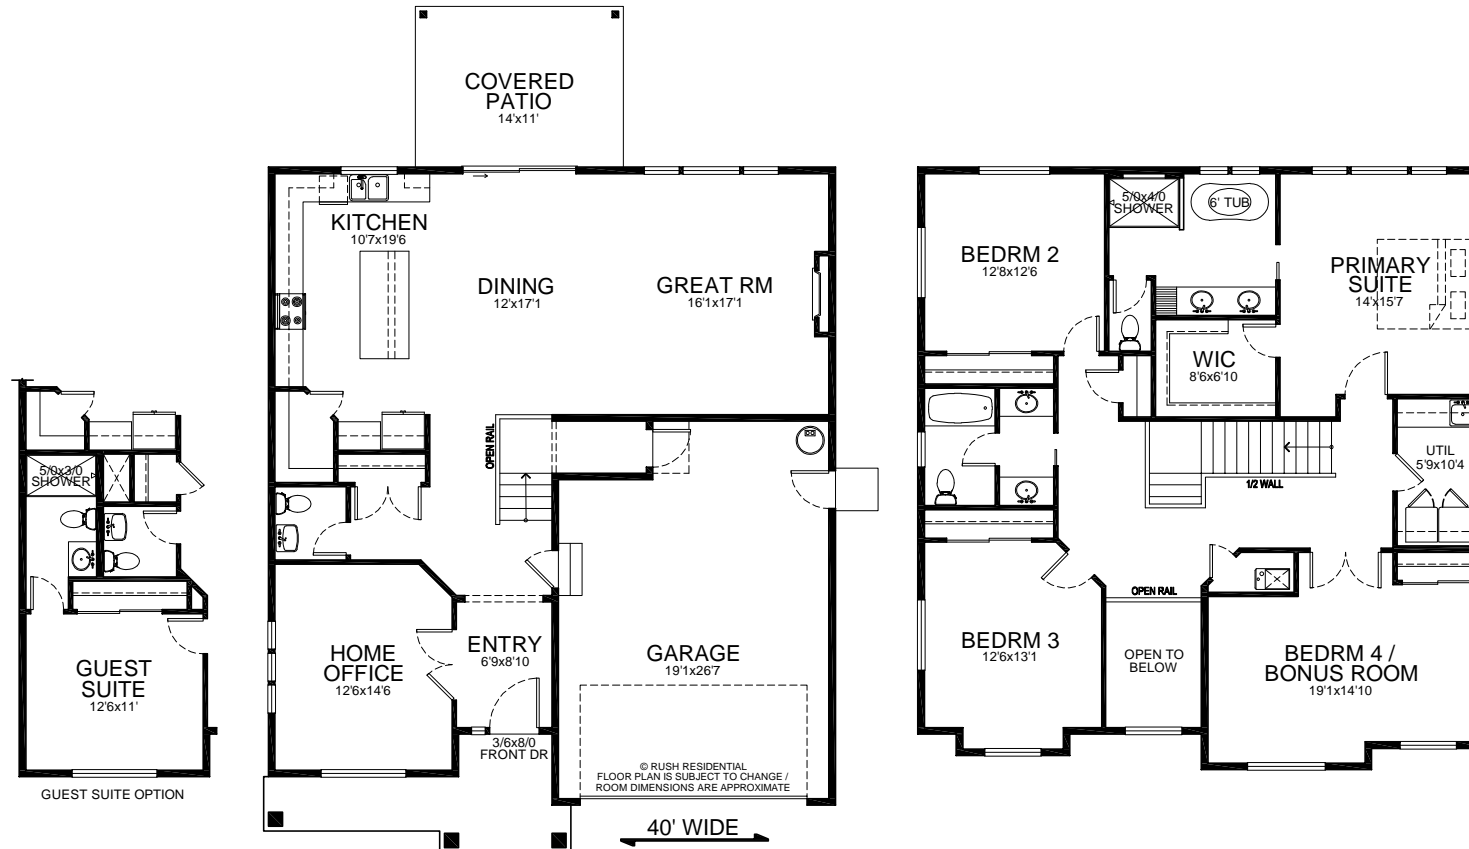 COVERED
PATIO
14'x11'
KITCHEN
10'7x19'6
DINING
12'x17'1
GREAT RM
16'1x17'1
OPEN RAIL
HOME
OFFICE
12'6x14'6
ENTRY
6'9x8'10
3/6x8/0
FRONT DR
GARAGE
19'1x26'7
© RUSH RESIDENTIAL
FLOOR PLAN IS SUBJECT TO CHANGE /
ROOM DIMENSIONS ARE APPROXIMATE
40' WIDE
5/0x3/0
SHOWER
GUEST
SUITE
12'6x11'
GUEST SUITE OPTION
BEDRM 2
12'8x12'6
5/0x4/0
SHOWER
6' TUB
PRIMARY
SUITE
14'x15'7
WIC
8'6x6'10
UTIL
5'9x10'4
1/2 WALL
OPEN RAIL
BEDRM 3
12'6x13'1
OPEN TO
BELOW
BEDRM 4 /
BONUS ROOM
19'1x14'10